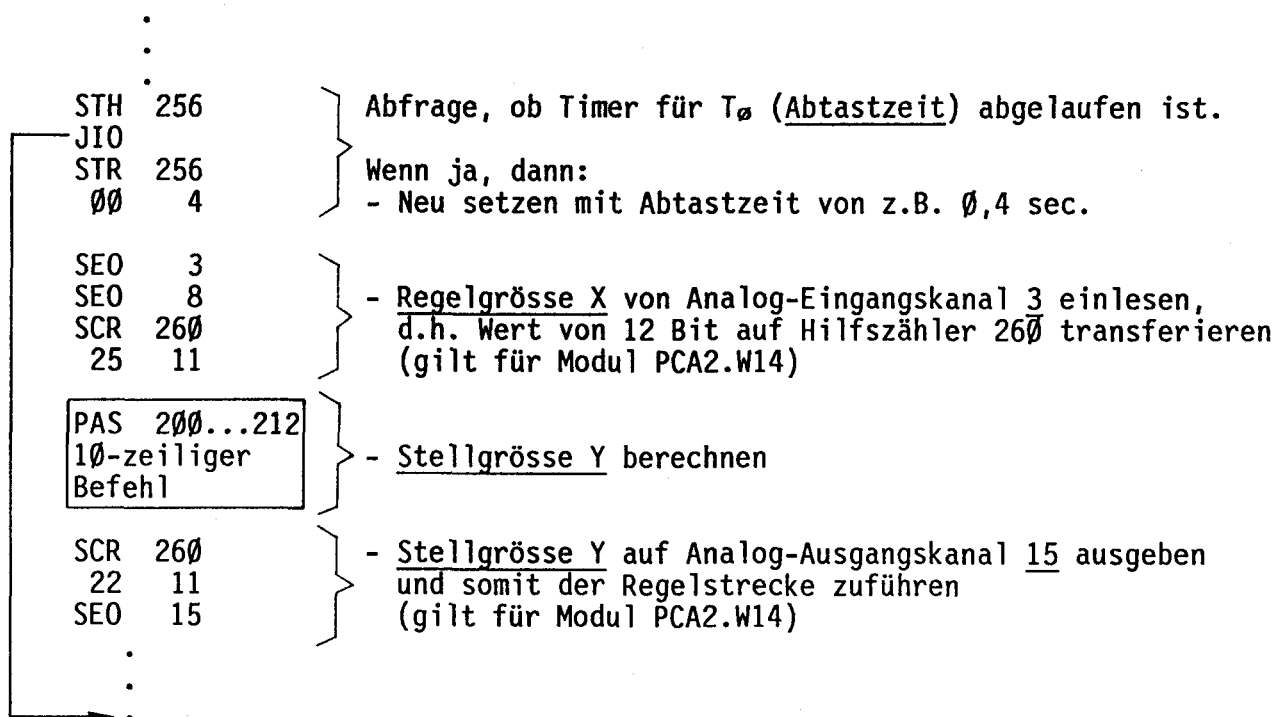 STH 256 Abfrage, ob Timer für Tø (Abtastzeit) abgelaufen ist.
JIO
STR 256 Wenn ja, dann:
ØØ 4 - Neu setzen mit Abtastzeit von z.B. Ø,4 sec.
SEO 3
SEO 8 - Regelgrösse X von Analog-Eingangskanal 3 einlesen,
SCR 26Ø d.h. Wert von 12 Bit auf Hilfszähler 26Ø transferieren
25 11 (gilt für Modul PCA2.W14)
PAS 2ØØ...212
1Ø-zeiliger - Stellgrösse Y berechnen
Befehl
SCR 26Ø - Stellgrösse Y auf Analog-Ausgangskanal 15 ausgeben
22 11 und somit der Regelstrecke zuführen
SEO 15 (gilt für Modul PCA2.W14)